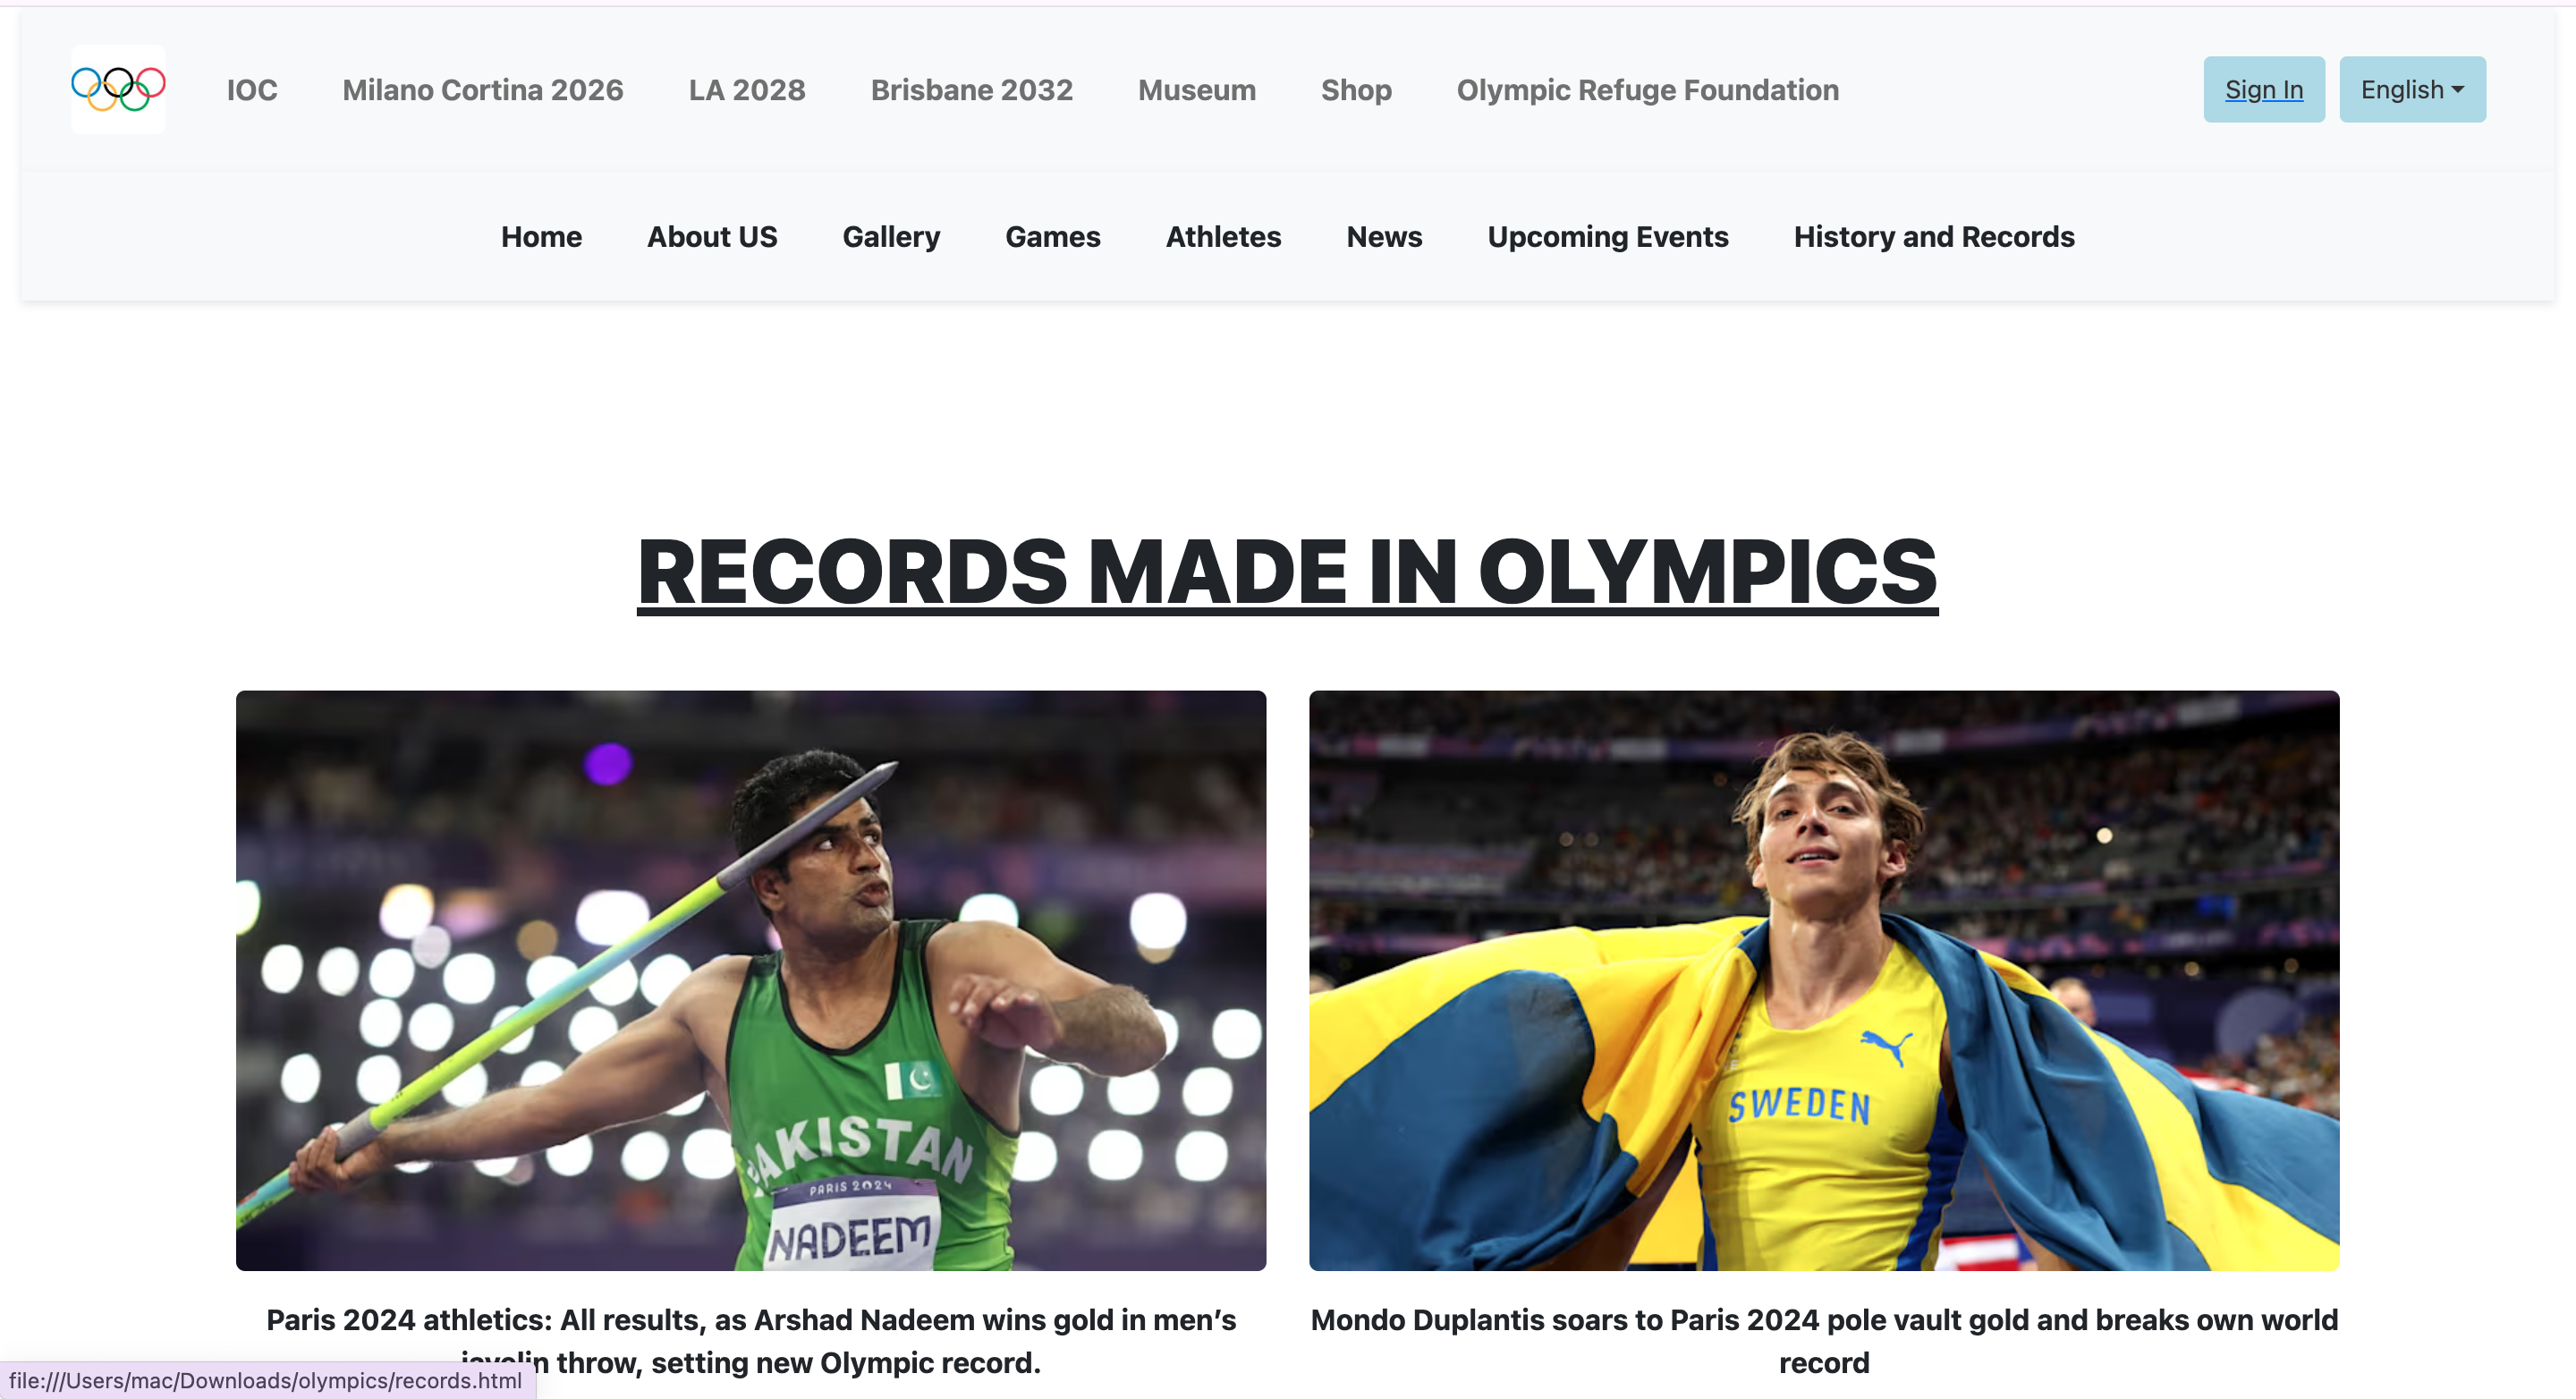 IOC Milano Cortina 2026 LA 2028 Brisbane 2032 Museum Shop Olympic Refuge Foundation Sign In English
Home About US Gallery Games Athletes News Upcoming Events History and Records
RECORDS MADE IN OLYMPICS
PAKISTAN
PARIS 2024
NADEEM
SWEDEN
Paris 2024 athletics: All results, as Arshad Nadeem wins gold in men’s
javelin throw, setting new Olympic record.
Mondo Duplantis soars to Paris 2024 pole vault gold and breaks own world
record
file:///Users/mac/Downloads/olympics/records.html